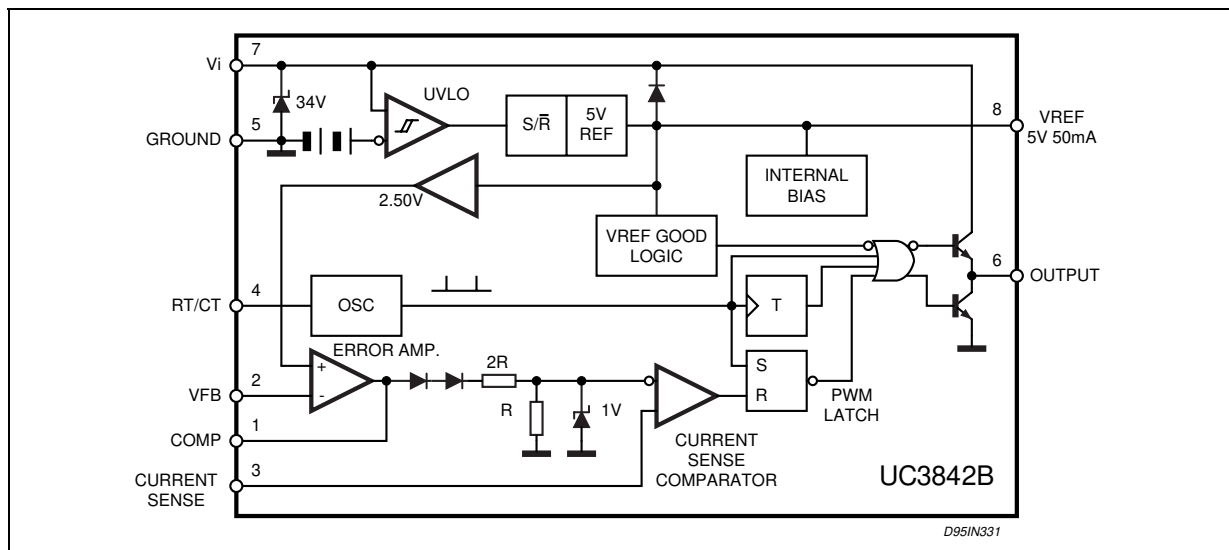 7
Vi
34V
UVLO
5
GROUND
S/R̅
5V
REF
8
VREF
5V 50mA
INTERNAL
BIAS
2.50V
VREF GOOD
LOGIC
6
OUTPUT
4
RT/CT
OSC
T
ERROR AMP.
+
-
2R
S
R
2
VFB
R
1V
PWM
LATCH
1
COMP
CURRENT
SENSE
COMPARATOR
3
CURRENT
SENSE
UC3842B
D95IN331